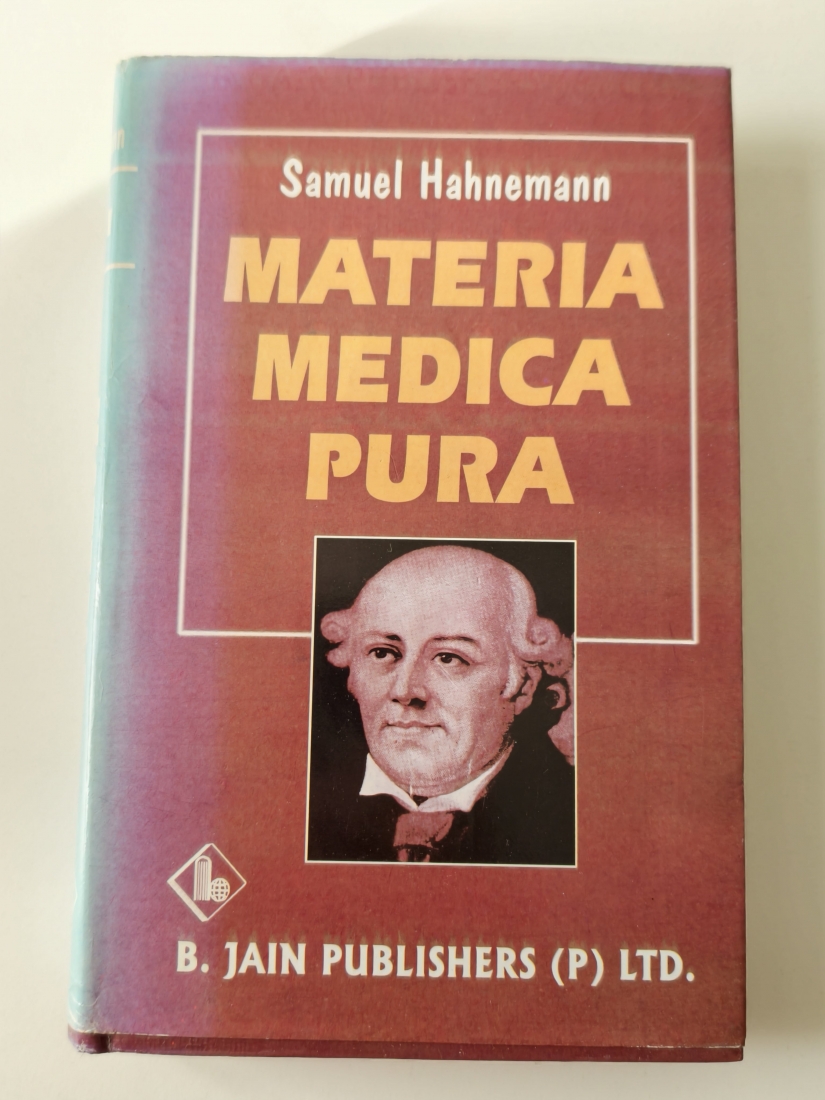 Samuel Hahnemann
MATERIA
MEDICA
PURA
B. JAIN PUBLISHERS (P) LTD.